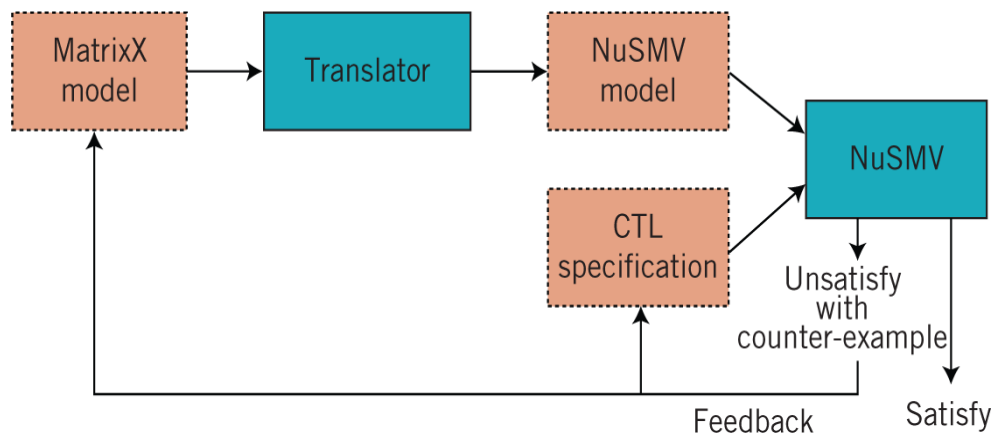 MatrixX
model
Translator
NuSMV
model
NuSMV
CTL
specification
Unsatisfy
with
counter-example
Feedback
Satisfy